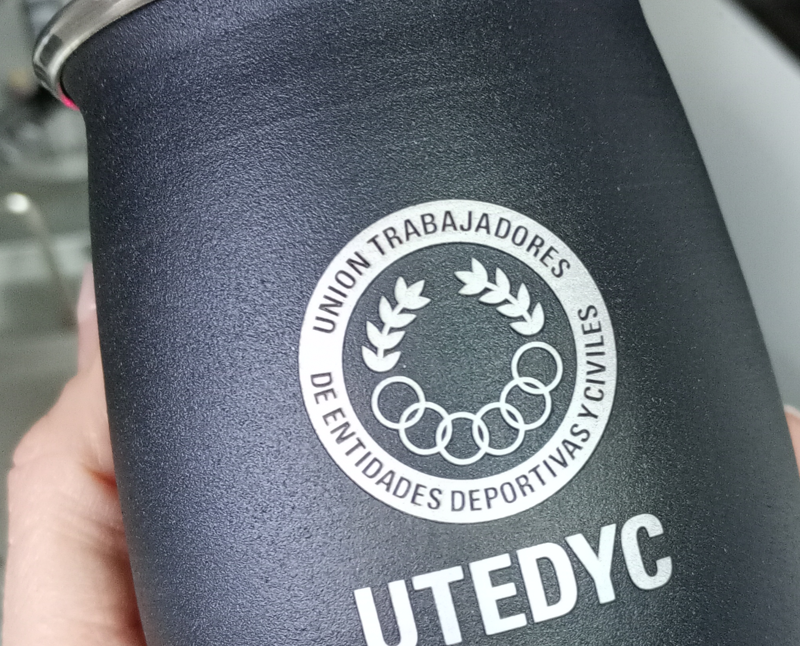 UNION TRABAJADORES
DE ENTIDADES DEPORTIVAS Y CIVILES
UTEDYC